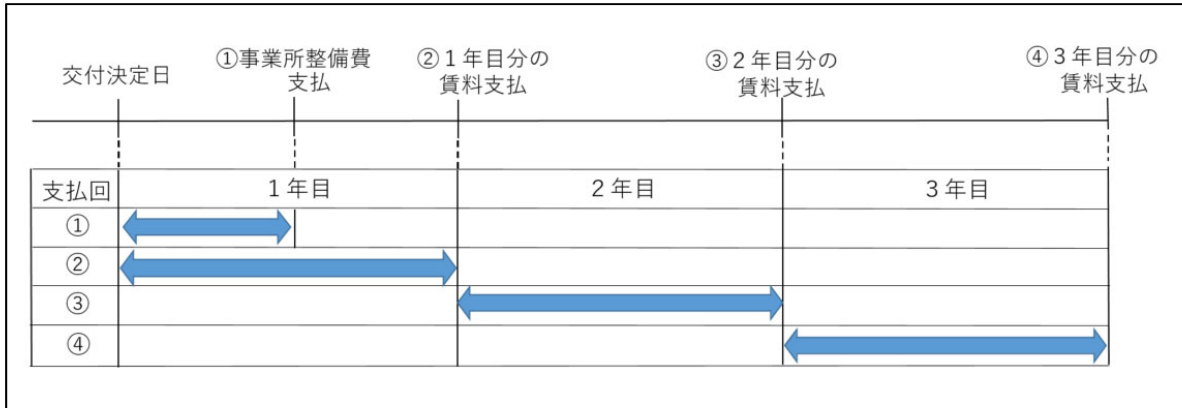 交付決定日
①事業所整備費
支払
②１年目分の
賃料支払
③２年目分の
賃料支払
④３年目分の
賃料支払
支払回
１年目
２年目
３年目
①
②
③
④